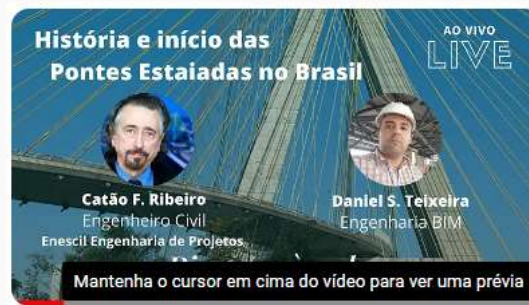 História e início das
Pontes Estaiadas no Brasil
AO VIVO
LIVE
Catão F. Ribeiro
Engenheiro Civil
Enescil Engenharia de Projetos
Daniel S. Teixeira
Engenharia BIM
Mantenha o cursor em cima do vídeo para ver uma prévia